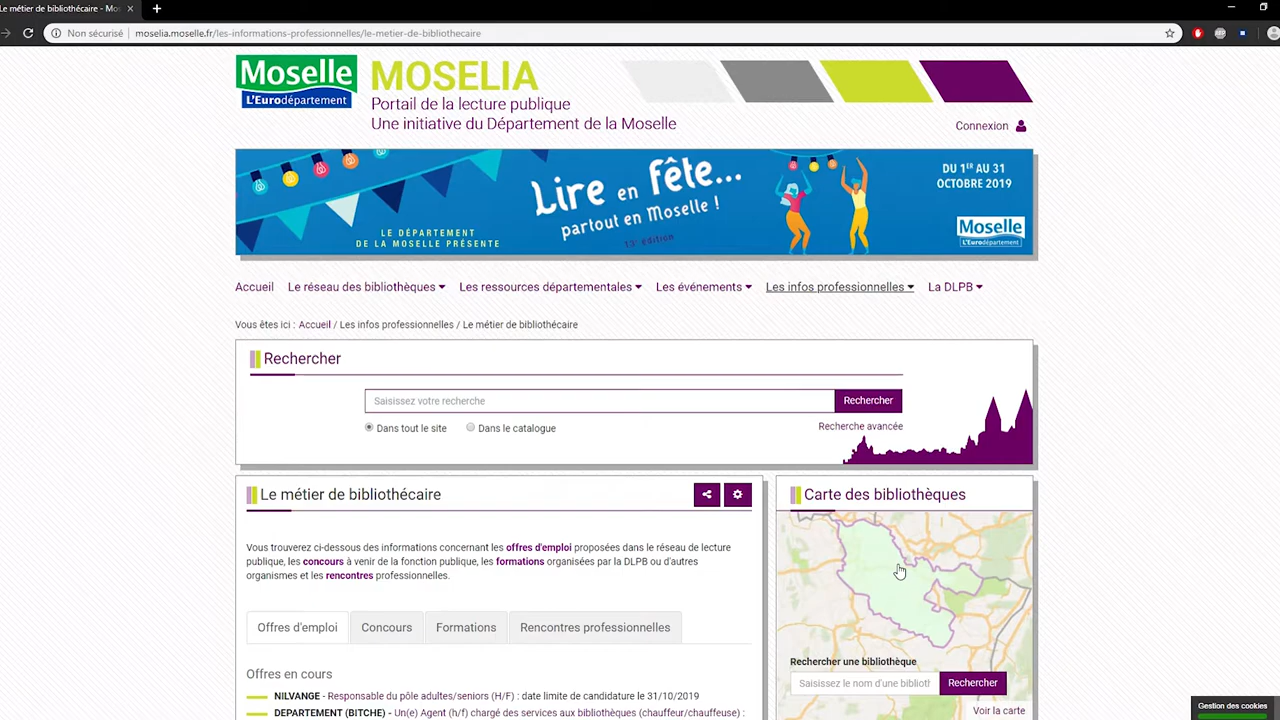 Le métier de bibliothécaire - Mos
Non sécurisé
moselia.moselle.fr/les-informations-professionnelles/le-metier-de-bibliothecaire
Moselle
L'Eurodépartement
MOSELIA
Portail de la lecture publique
Une initiative du Département de la Moselle
Connexion
LE DÉPARTEMENT
DE LA MOSELLE PRÉSENTE
Lire en fête...
partout en Moselle !
13e édition
DU 1ER AU 31
OCTOBRE 2019
Moselle
L'Eurodépartement
Accueil Le réseau des bibliothèques Les ressources départementales Les événements Les infos professionnelles La DLPB
Vous êtes ici : Accueil / Les infos professionnelles / Le métier de bibliothécaire
Rechercher
Saisissez votre recherche
Rechercher
Dans tout le site Dans le catalogue
Recherche avancée
Le métier de bibliothécaire
Vous trouverez ci-dessous des informations concernant les offres d'emploi proposées dans le réseau de lecture
publique, les concours à venir de la fonction publique, les formations organisées par la DLPB ou d'autres
organismes et les rencontres professionnelles.
Offres d'emploi Concours Formations Rencontres professionnelles
Offres en cours
NILVANGE - Responsable du pôle adultes/seniors (H/F) : date limite de candidature le 31/10/2019
DEPARTEMENT (BITCHE) - Un(e) Agent (h/f) chargé des services aux bibliothèques (chauffeur/chauffeuse) :
Carte des bibliothèques
Rechercher une bibliothèque
Saisissez le nom d'une bibliotl
Rechercher
Voir la carte
Gestion des cookies